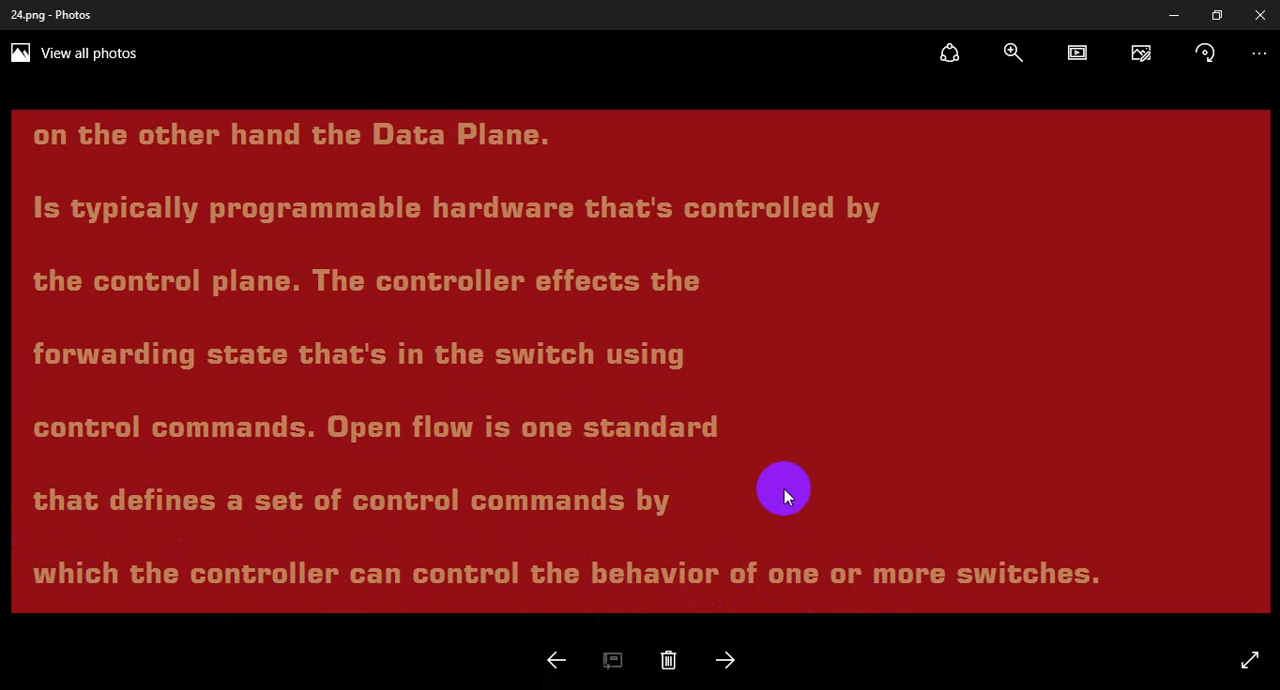 24.png - Photos
View all photos
on the other hand the Data Plane.
Is typically programmable hardware that's controlled by
the control plane. The controller effects the
forwarding state that's in the switch using
control commands. Open flow is one standard
that defines a set of control commands by
which the controller can control the behavior of one or more switches.